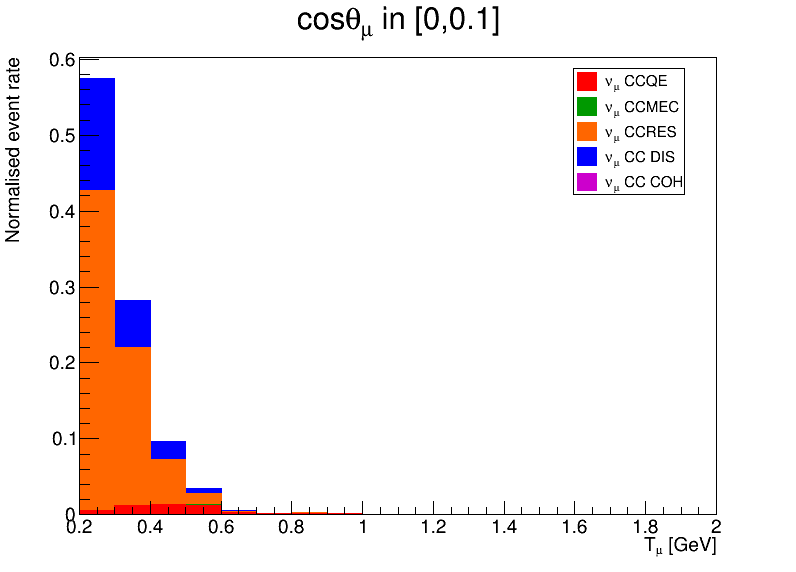 cosθμ in [0,0.1]
Normalised event rate
0.6
0.5
0.4
0.3
0.2
0.1
0
νμ CCQE
νμ CCMEC
νμ CCRES
νμ CC DIS
νμ CC COH
0.2 0.4 0.6 0.8 1 1.2 1.4 1.6 1.8 2
Tμ [GeV]